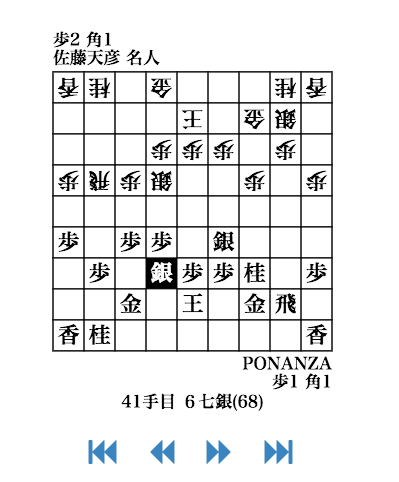 歩2 角1
佐藤天彦 名人
香 桂 金 桂 香
王 金 銀
歩 歩 歩 歩
歩 飛 歩 銀 歩 歩
歩 歩 歩 銀
歩 銀 歩 歩 桂 歩
金 王 金 飛
香 桂 香
PONANZA
歩1 角1
41手目 6七銀(68)